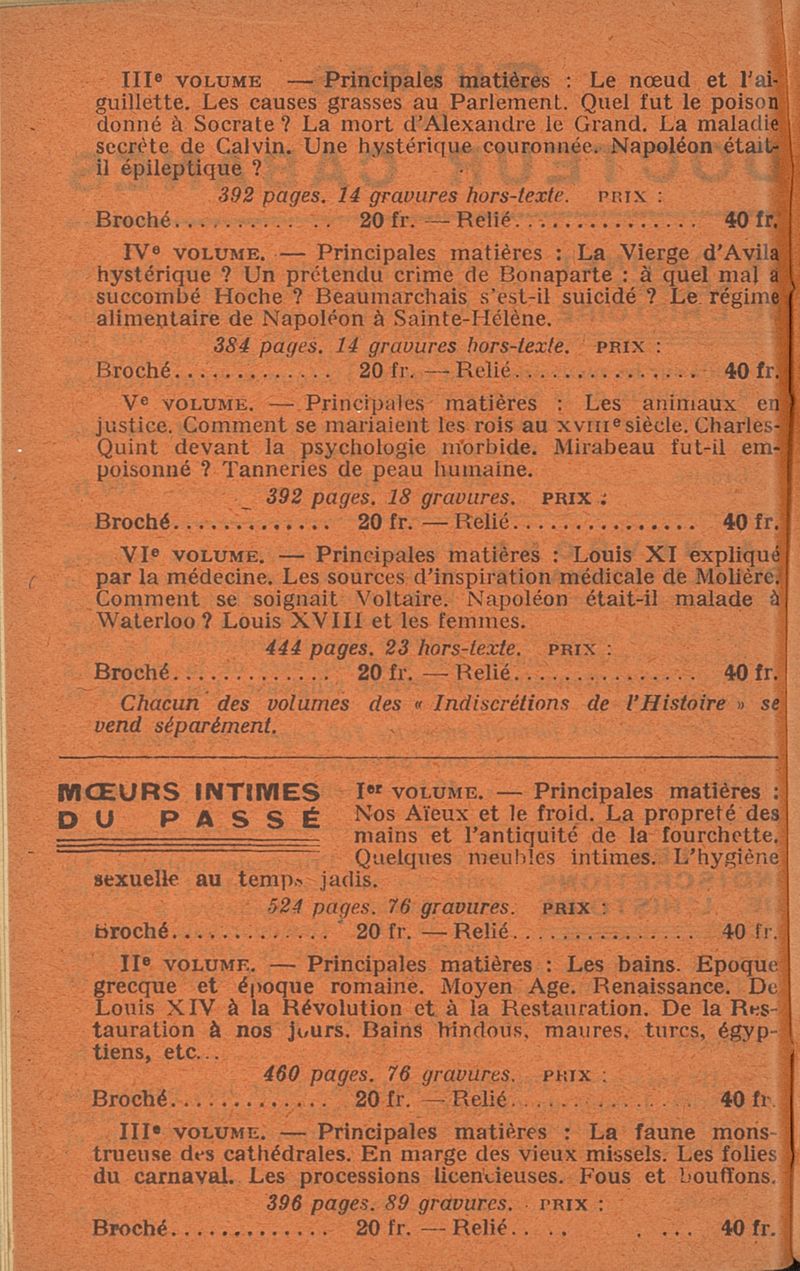 IIIe VOLUME — Principales matières : Le nœud et l'ai-
guillette. Les causes grasses au Parlement. Quel fut le poison
donné à Socrate ? La mort d'Alexandre le Grand. La maladie
secrète de Calvin. Une hystérique couronnée. Napoléon était-
il épileptique ?
392 pages. 14 gravures hors-texte. PRIX :
Broché............. 20 fr. — Relié............... 40 fr.
IVe VOLUME. — Principales matières : La Vierge d'Avila
hystérique ? Un prétendu crime de Bonaparte : à quel mal a
succombé Hoche ? Beaumarchais s'est-il suicidé ? Le régime
alimentaire de Napoléon à Sainte-Hélène.
384 pages. 14 gravures hors-texte. PRIX :
Broché............. 20 fr. — Relié............... 40 fr.
Ve VOLUME. — Principales matières : Les animaux en
justice. Comment se mariaient les rois au XVIIIe siècle. Charles-
Quint devant la psychologie morbide. Mirabeau fut-il em-
poisonné ? Tanneries de peau humaine.
392 pages. 18 gravures. PRIX :
Broché............. 20 fr. — Relié............... 40 fr.
VIe VOLUME. — Principales matières : Louis XI expliqué
par la médecine. Les sources d'inspiration médicale de Molière.
Comment se soignait Voltaire. Napoléon était-il malade à
Waterloo ? Louis XVIII et les femmes.
444 pages. 23 hors-texte. PRIX :
Broché............. 20 fr. — Relié............... 40 fr.
Chacun des volumes des « Indiscrétions de l'Histoire » se
vend séparément.
MŒURS INTIMES
DU PASSÉ
Ier VOLUME. — Principales matières :
Nos Aïeux et le froid. La propreté des
mains et l'antiquité de la fourchette.
Quelques meubles intimes. L'hygiène
sexuelle au temps jadis.
524 pages. 76 gravures. PRIX :
Broché............. 20 fr. — Relié............... 40 fr.
IIe VOLUME. — Principales matières : Les bains. Epoque
grecque et époque romaine. Moyen Age. Renaissance. De
Louis XIV à la Révolution et à la Restauration. De la Res-
tauration à nos jours. Bains hindous, maures, turcs, égyp-
tiens, etc...
460 pages. 76 gravures. PRIX :
Broché............. 20 fr. — Relié............... 40 fr.
IIIe VOLUME. — Principales matières : La faune mons-
trueuse des cathédrales. En marge des vieux missels. Les folies
du carnaval. Les processions licencieuses. Fous et bouffons.
396 pages. 89 gravures. PRIX :
Broché............. 20 fr. — Relié..... .... 40 fr.